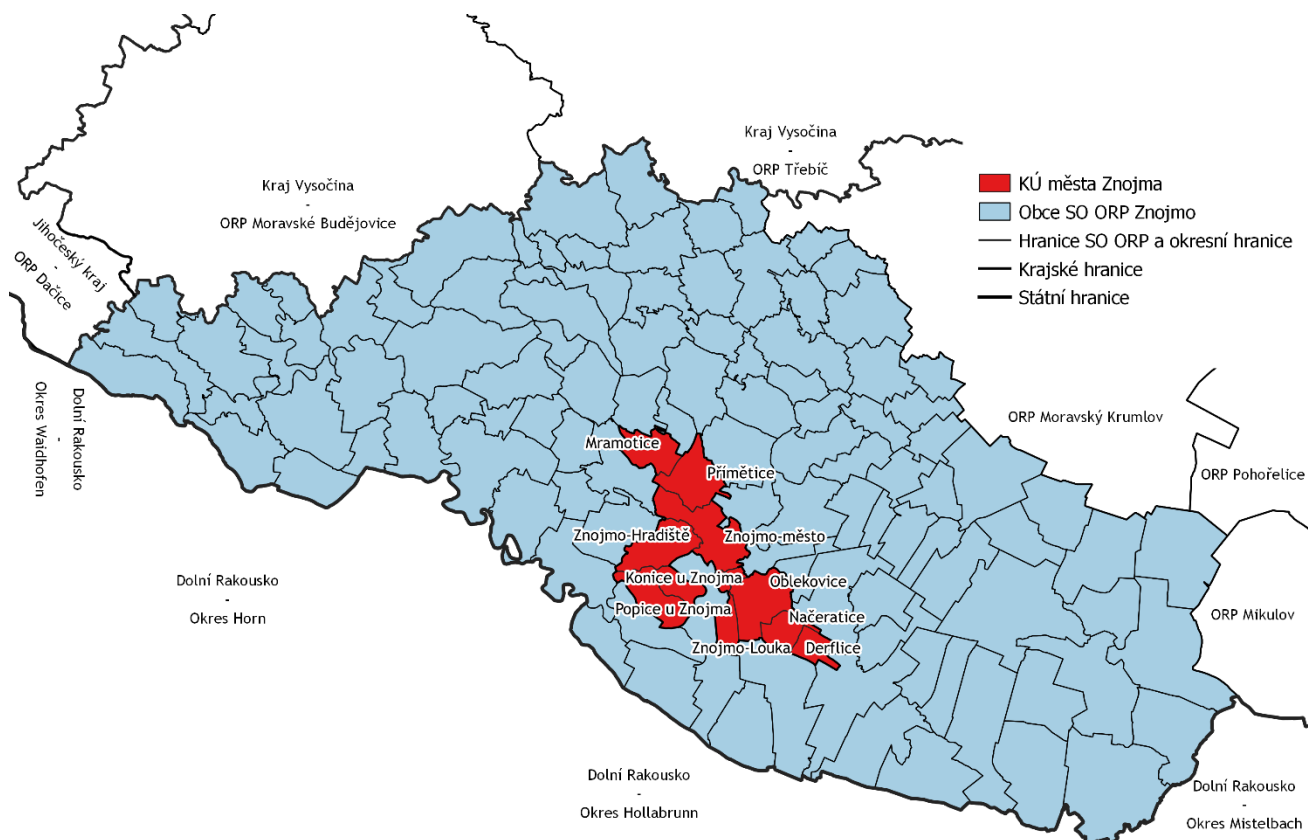 Kraj Vysočina
-
ORP Třebíč
Kraj Vysočina
-
ORP Moravské Budějovice
Jihočeský kraj
-
ORP Dačice
KÚ města Znojma
Obce SO ORP Znojmo
Hranice SO ORP a okresní hranice
Krajské hranice
Státní hranice
Dolní Rakousko
-
Okres Waidhofen
ORP Moravský Krumlov
ORP Pohořelice
Mramotice
Přímětice
Znojmo-Hradiště
Znojmo-město
Konice u Znojma
Oblekovice
Popice u Znojma
Načeratice
Znojmo-Louka
Derflice
ORP Mikulov
Dolní Rakousko
-
Okres Horn
Dolní Rakousko
-
Okres Hollabrunn
Dolní Rakousko
-
Okres Mistelbach